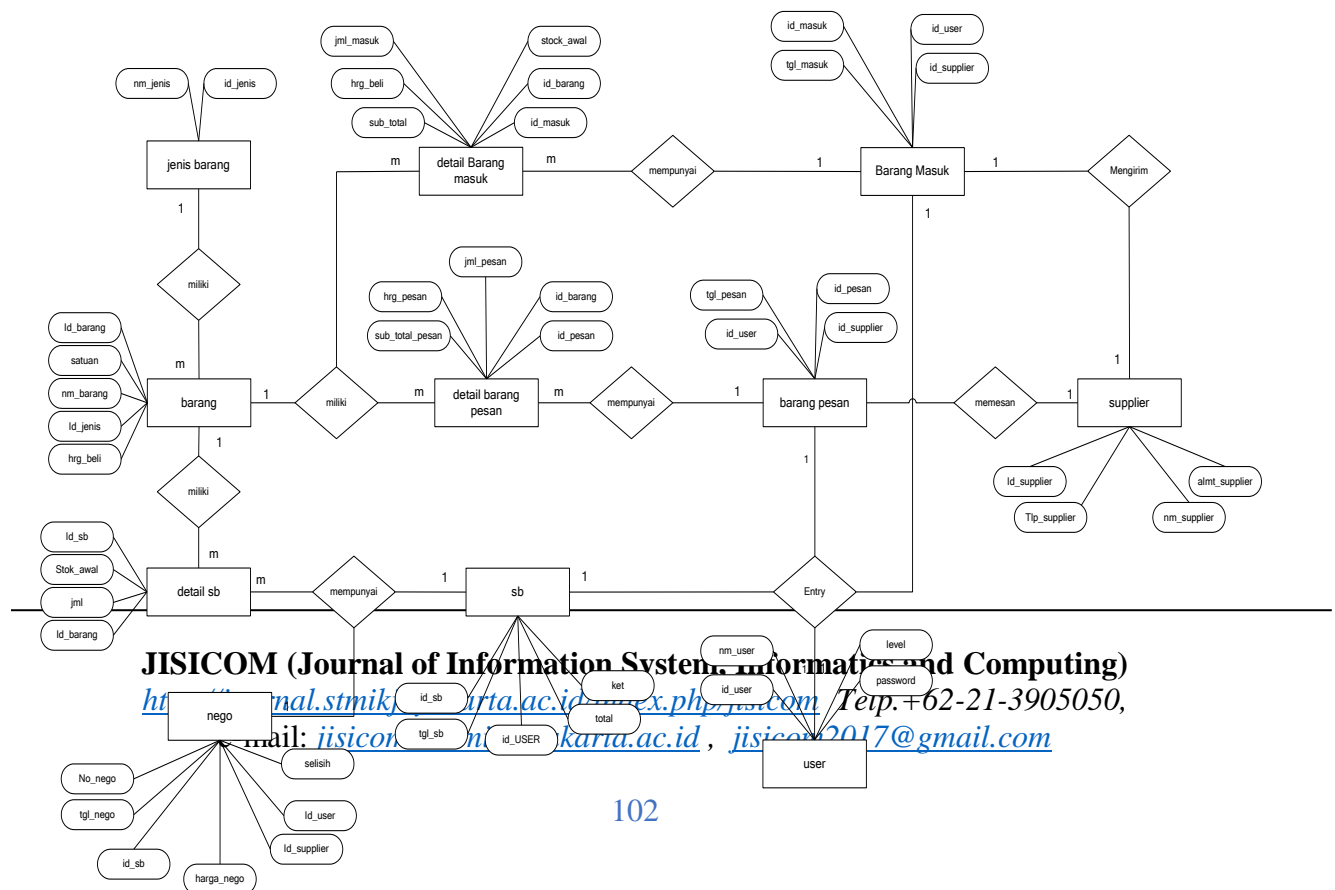 id_masuk
id_user
jml_masuk
stock_awal
tgl_masuk
id_supplier
nm_jenis
id_jenis
hrg_beli
id_barang
sub_total
id_masuk
jenis barang
m
detail Barang
masuk
m
mempunyai
1
Barang Masuk
1
Mengirim
1
1
jml_pesan
miliki
hrg_pesan
id_barang
tgl_pesan
id_pesan
Id_barang
sub_total_pesan
id_pesan
id_user
id_supplier
satuan
m
m
1
nm_barang
barang
1
miliki
m
detail barang
pesan
m
mempunyai
1
barang pesan
memesan
1
supplier
Id_jenis
hrg_beli
1
1
miliki
Id_supplier
almt_supplier
Tlp_supplier
nm_supplier
Id_sb
m
Stok_awal
detail sb
m
mempunyai
1
sb
1
Entry
jml
Id_barang
JISICOM (Journal of Information System, Informatics and Computing)
nm_user
level
id_user
password
Telp.+62-21-3905050,
nego
id_sb
ket
tgl_sb
id_USER
total
jisicom2017@gmail.com
user
selisih
No_nego
tgl_nego
Id_user
102
id_sb
Id_supplier
harga_nego